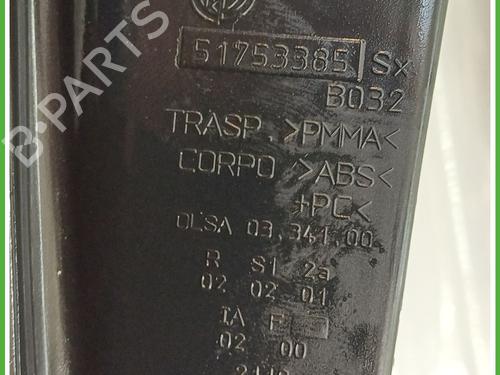 51753385 Sx
B032
TRASP. >PMMA<
CORPO >ABS<
+PC<
OLSA 03.341.00
R S1 2a
02 02 01
IA F
02 00
B-PARTS